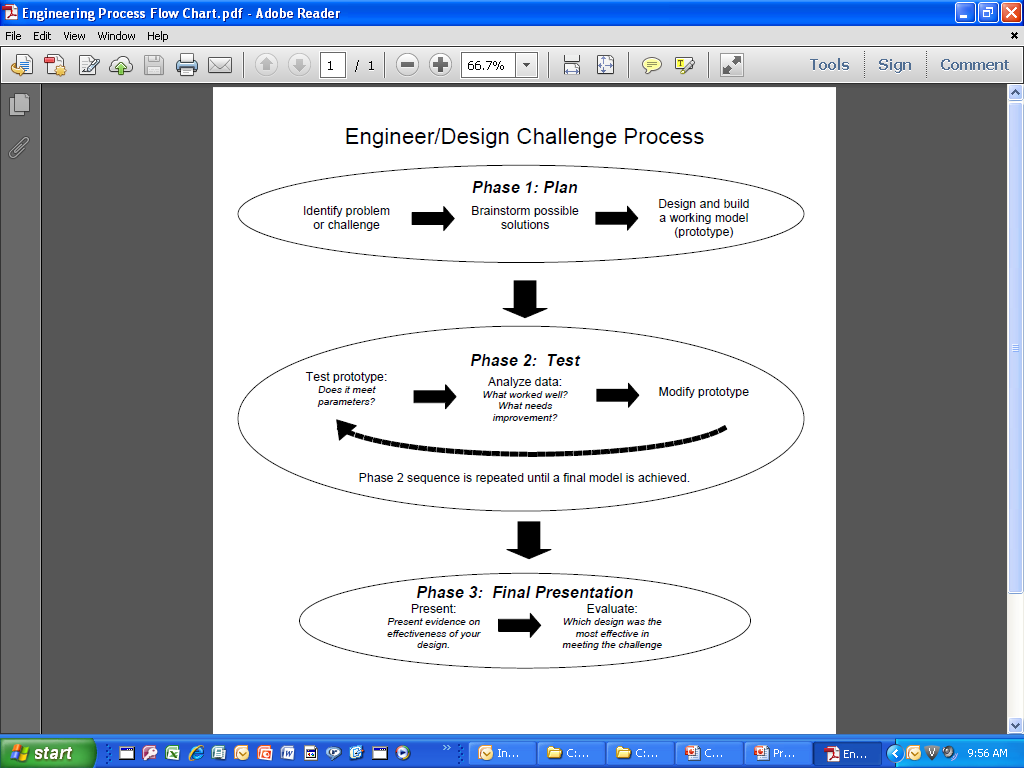 Engineering Process Flow Chart.pdf - Adobe Reader
File Edit View Window Help
1 / 1 66.7% Tools Sign Comment
Engineer/Design Challenge Process
Phase 1: Plan
Identify problem
or challenge
Brainstorm possible
solutions
Design and build
a working model
(prototype)
Phase 2: Test
Test prototype:
Does it meet
parameters?
Analyze data:
What worked well?
What needs
improvement?
Modify prototype
Phase 2 sequence is repeated until a final model is achieved.
Phase 3: Final Presentation
Present:
Present evidence on
effectiveness of your
design.
Evaluate:
Which design was the
most effective in
meeting the challenge
start In... C:... C:... C... Pr... En... 9:56 AM